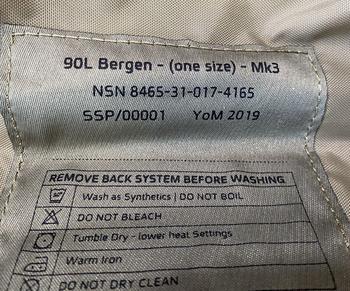 90L Bergen - (one size) - Mk3
NSN 8465-31-017-4165
SSP/00001 YoM 2019
REMOVE BACK SYSTEM BEFORE WASHING
Wash as Synthetics | DO NOT BOIL
DO NOT BLEACH
Tumble Dry - lower heat Settings
Warm Iron
DO NOT DRY CLEAN